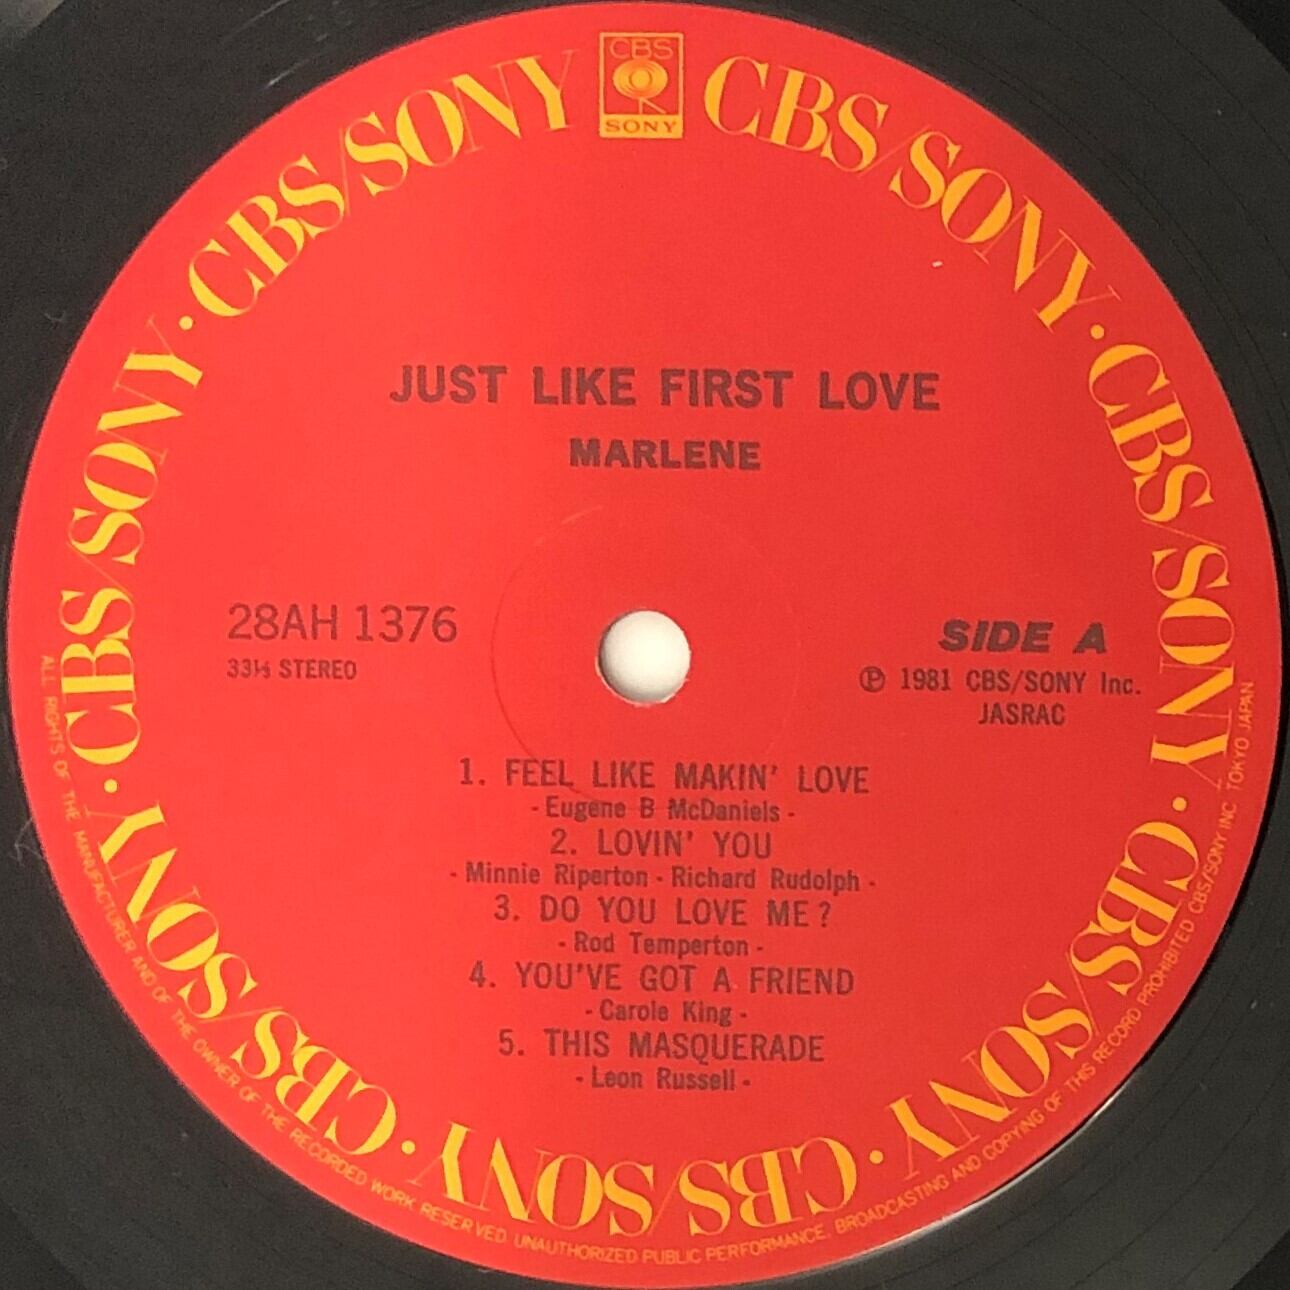 CBS
SONY
CBS/SONY · CBS/SONY · CBS/SONY · CBS/SONY · CBS/SONY · CBS/SONY · CBS/SONY
JUST LIKE FIRST LOVE
MARLENE
28AH 1376
33⅓ STEREO
SIDE A
Ⓟ 1981 CBS/SONY Inc.
JASRAC
1. FEEL LIKE MAKIN' LOVE
- Eugene B McDaniels -
2. LOVIN' YOU
- Minnie Riperton - Richard Rudolph -
3. DO YOU LOVE ME?
- Rod Temperton -
4. YOU'VE GOT A FRIEND
- Carole King -
5. THIS MASQUERADE
- Leon Russell -
ALL RIGHTS OF THE MANUFACTURER AND OF THE OWNER OF THE RECORDED WORK RESERVED UNAUTHORIZED PUBLIC PERFORMANCE, BROADCASTING AND COPYING OF THIS RECORD PROHIBITED CBS/SONY INC TOKYO JAPAN